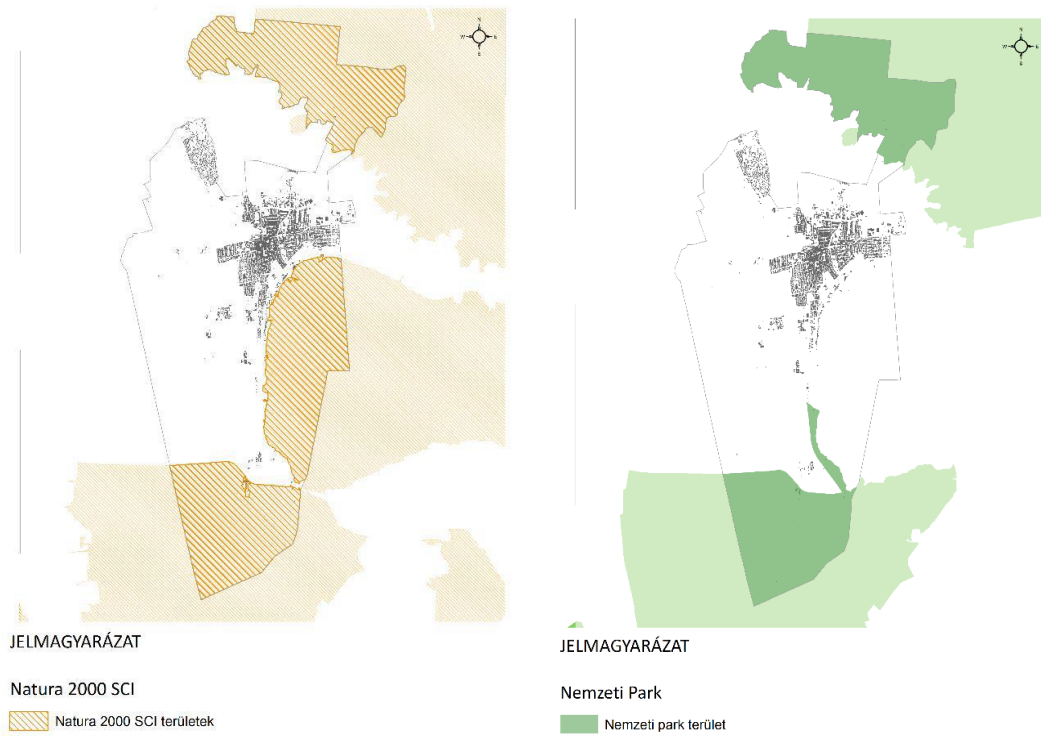 N
W E
S
JELMAGYARÁZAT
Natura 2000 SCI
Natura 2000 SCI területek
N
W E
S
JELMAGYARÁZAT
Nemzeti Park
Nemzeti park terület